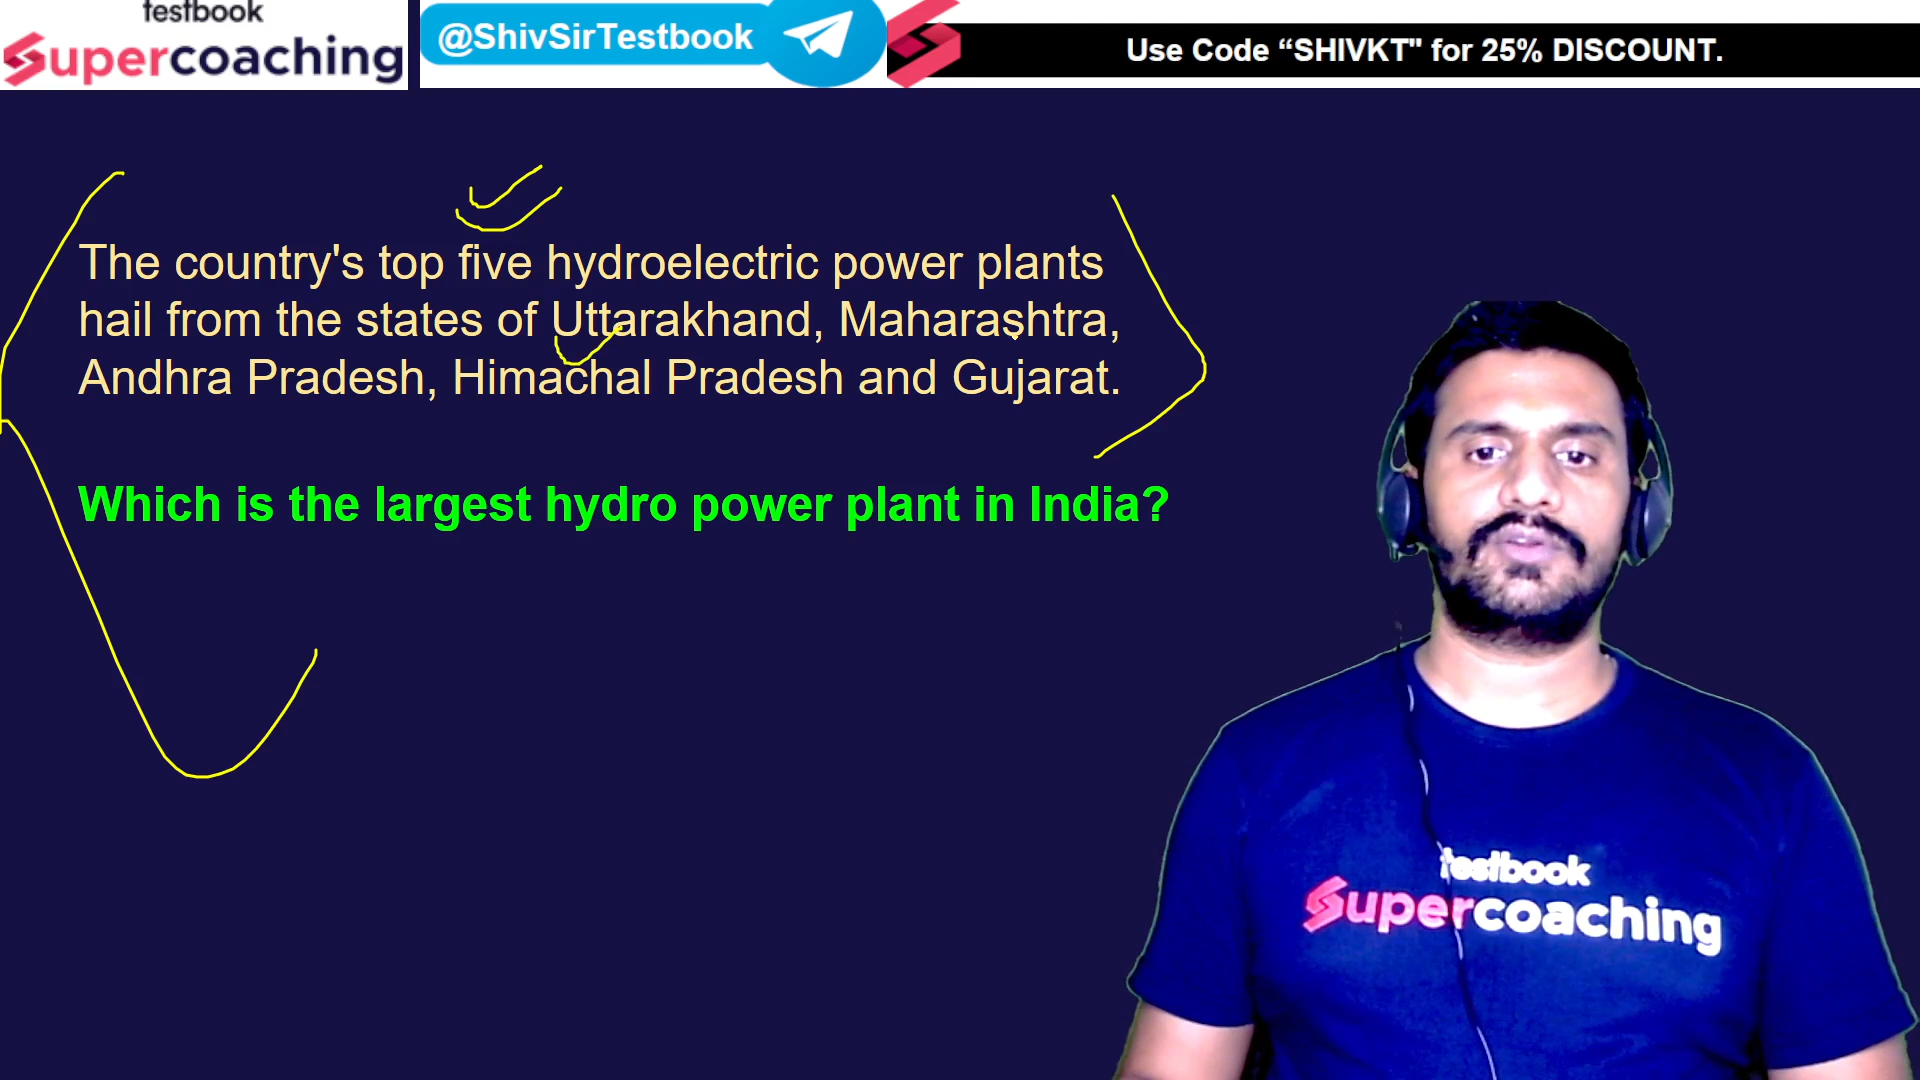 testbook
Supercoaching
@ShivSirTestbook
Use Code “SHIVKT" for 25% DISCOUNT.
The country's top five hydroelectric power plants
hail from the states of Uttarakhand, Maharashtra,
Andhra Pradesh, Himachal Pradesh and Gujarat.
Which is the largest hydro power plant in India?
testbook
Supercoaching